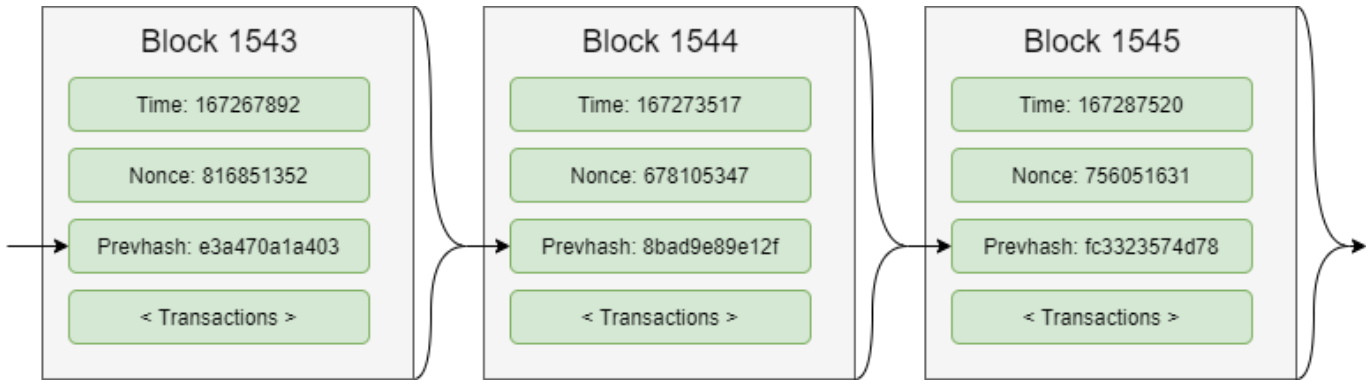 Block 1543
Time: 167267892
Nonce: 816851352
Prevhash: e3a470a1a403
< Transactions >
Block 1544
Time: 167273517
Nonce: 678105347
Prevhash: 8bad9e89e12f
< Transactions >
Block 1545
Time: 167287520
Nonce: 756051631
Prevhash: fc3323574d78
< Transactions >